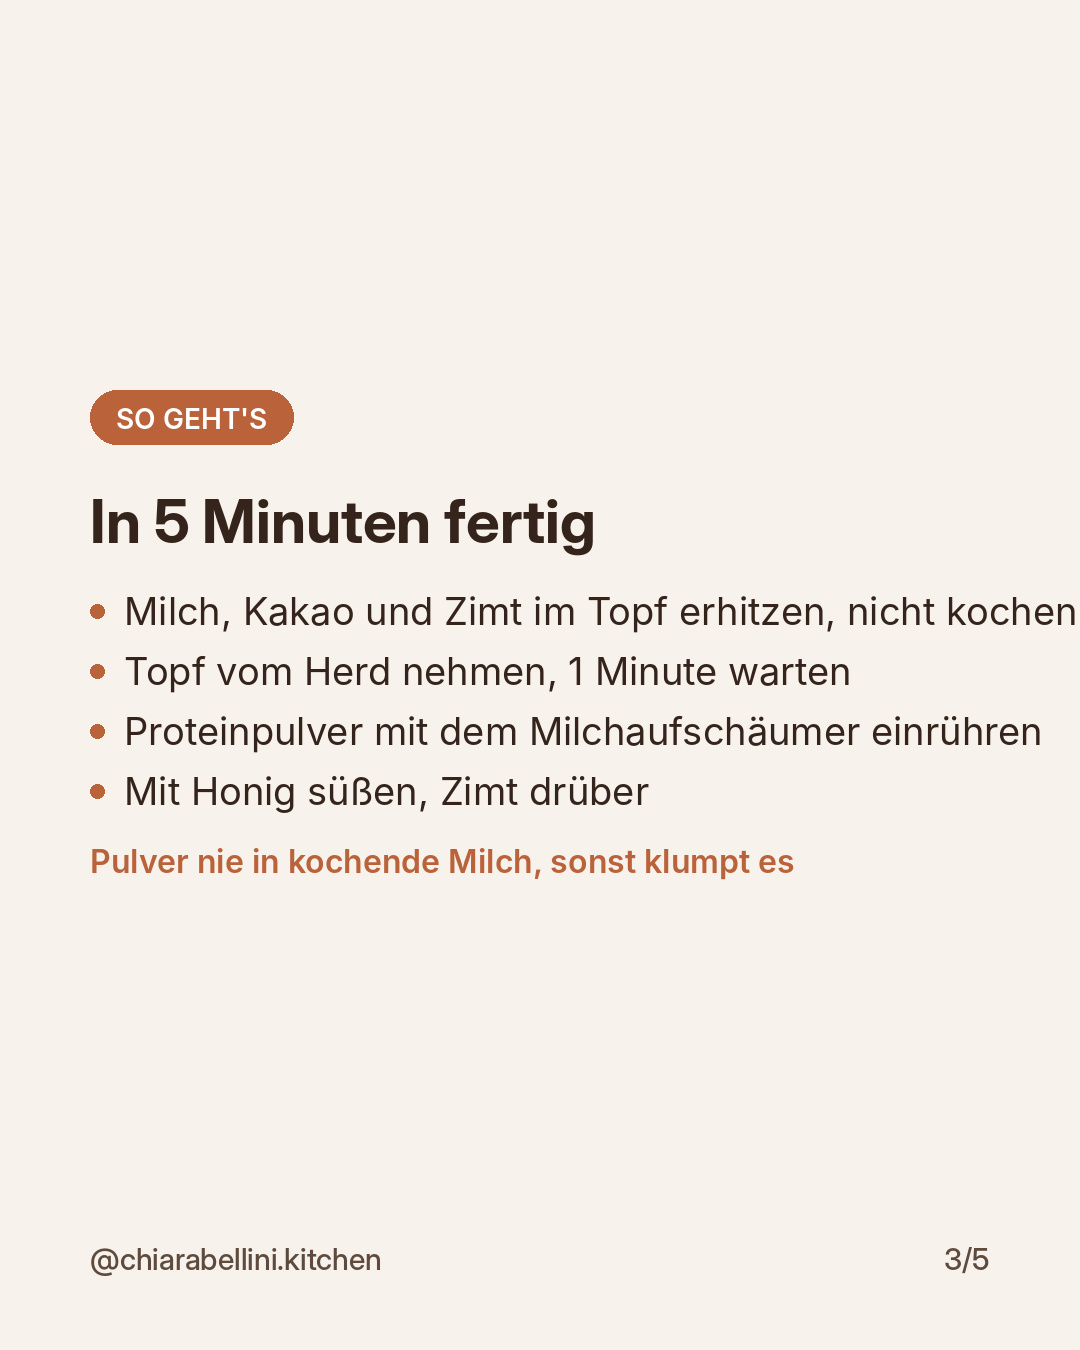 SO GEHT'S
In 5 Minuten fertig
Milch, Kakao und Zimt im Topf erhitzen, nicht kochen
Topf vom Herd nehmen, 1 Minute warten
Proteinpulver mit dem Milchaufschäumer einrühren
Mit Honig süßen, Zimt drüber
Pulver nie in kochende Milch, sonst klumpt es
@chiarabellini.kitchen
3/5